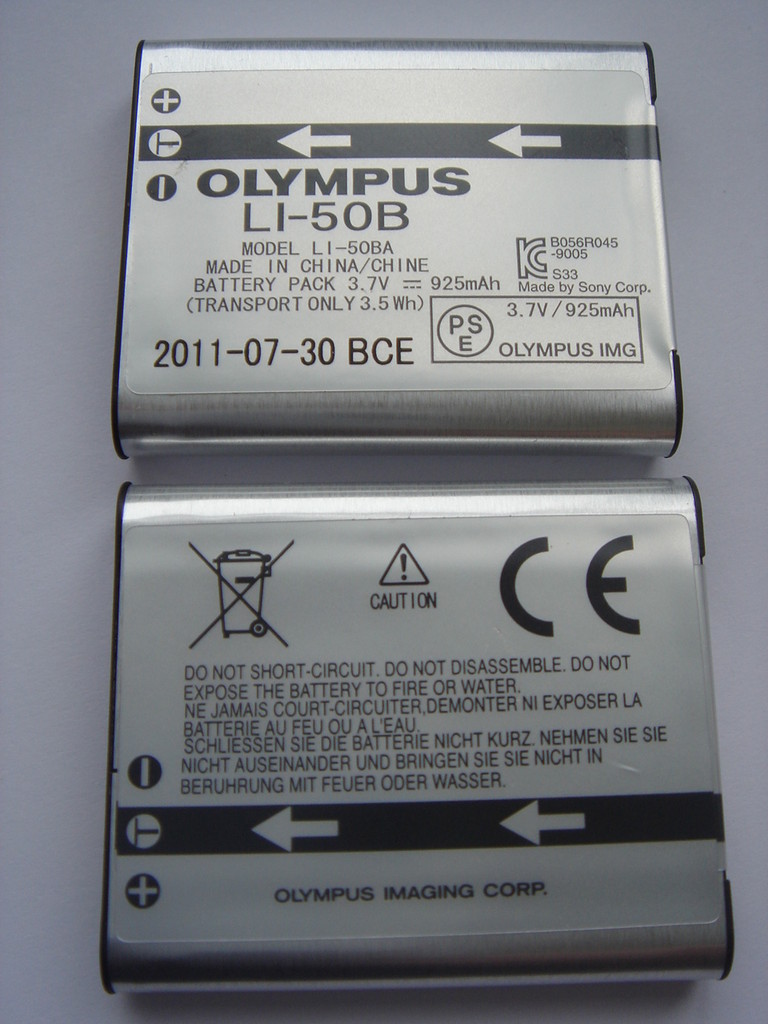 OLYMPUS
LI-50B
MODEL LI-50BA
MADE IN CHINA/CHINE
BATTERY PACK 3.7V ⎓ 925mAh
(TRANSPORT ONLY 3.5 Wh)
2011-07-30 BCE
B056R045
-9005
S33
Made by Sony Corp.
3.7V/925mAh
PS
E
OLYMPUS IMG
CAUTION
CE
DO NOT SHORT-CIRCUIT. DO NOT DISASSEMBLE. DO NOT
EXPOSE THE BATTERY TO FIRE OR WATER.
NE JAMAIS COURT-CIRCUITER,DEMONTER NI EXPOSER LA
BATTERIE AU FEU OU A L'EAU.
SCHLIESSEN SIE DIE BATTERIE NICHT KURZ. NEHMEN SIE SIE
NICHT AUSEINANDER UND BRINGEN SIE SIE NICHT IN
BERUHRUNG MIT FEUER ODER WASSER.
OLYMPUS IMAGING CORP.